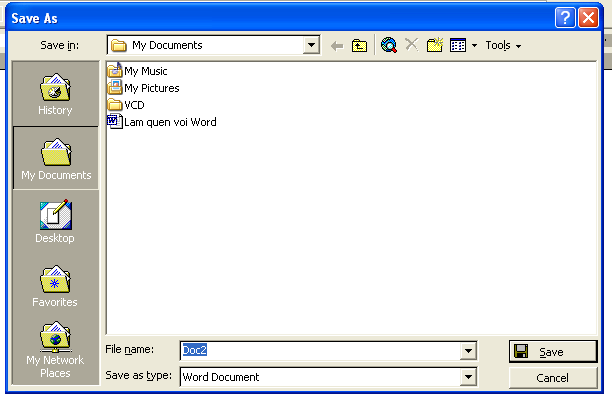 Save As
Save in:
My Documents
Tools
History
My Documents
Desktop
Favorites
My Network
Places
My Music
My Pictures
VCD
Lam quen voi Word
File name:
Doc2
Save
Save as type:
Word Document
Cancel